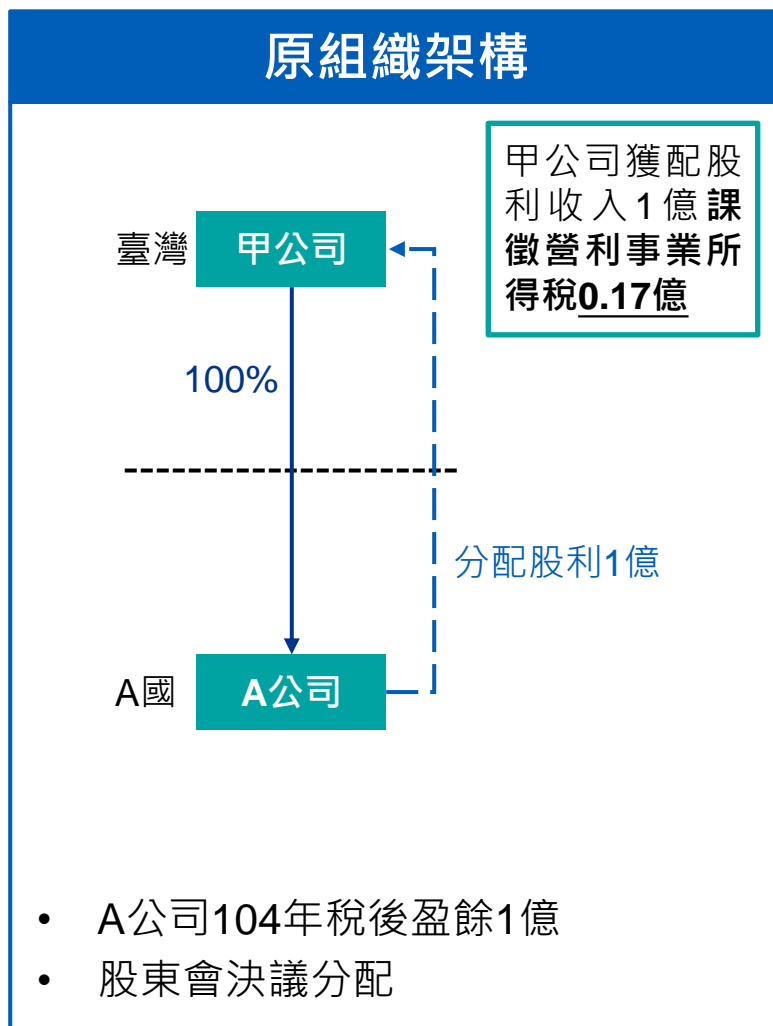 原組織架構
甲公司獲配股
利收入1億課
徵營利事業所
得稅0.17億
臺灣
甲公司
100%
分配股利1億
A國
A公司
• A公司104年稅後盈餘1億
• 股東會決議分配